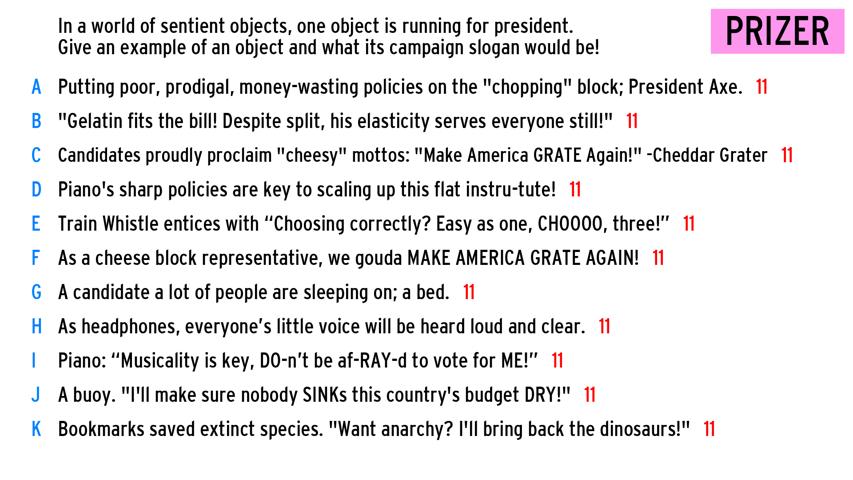 In a world of sentient objects, one object is running for president.
Give an example of an object and what its campaign slogan would be!
PRIZER
A Putting poor, prodigal, money-wasting policies on the "chopping" block; President Axe. 11
B "Gelatin fits the bill! Despite split, his elasticity serves everyone still!" 11
C Candidates proudly proclaim "cheesy" mottos: "Make America GRATE Again!" -Cheddar Grater 11
D Piano's sharp policies are key to scaling up this flat instru-tute! 11
E Train Whistle entices with “Choosing correctly? Easy as one, CHOOOO, three!” 11
F As a cheese block representative, we gouda MAKE AMERICA GRATE AGAIN! 11
G A candidate a lot of people are sleeping on; a bed. 11
H As headphones, everyone’s little voice will be heard loud and clear. 11
I Piano: “Musicality is key, DO-n’t be af-RAY-d to vote for ME!” 11
J A buoy. "I'll make sure nobody SINKs this country's budget DRY!" 11
K Bookmarks saved extinct species. "Want anarchy? I'll bring back the dinosaurs!" 11